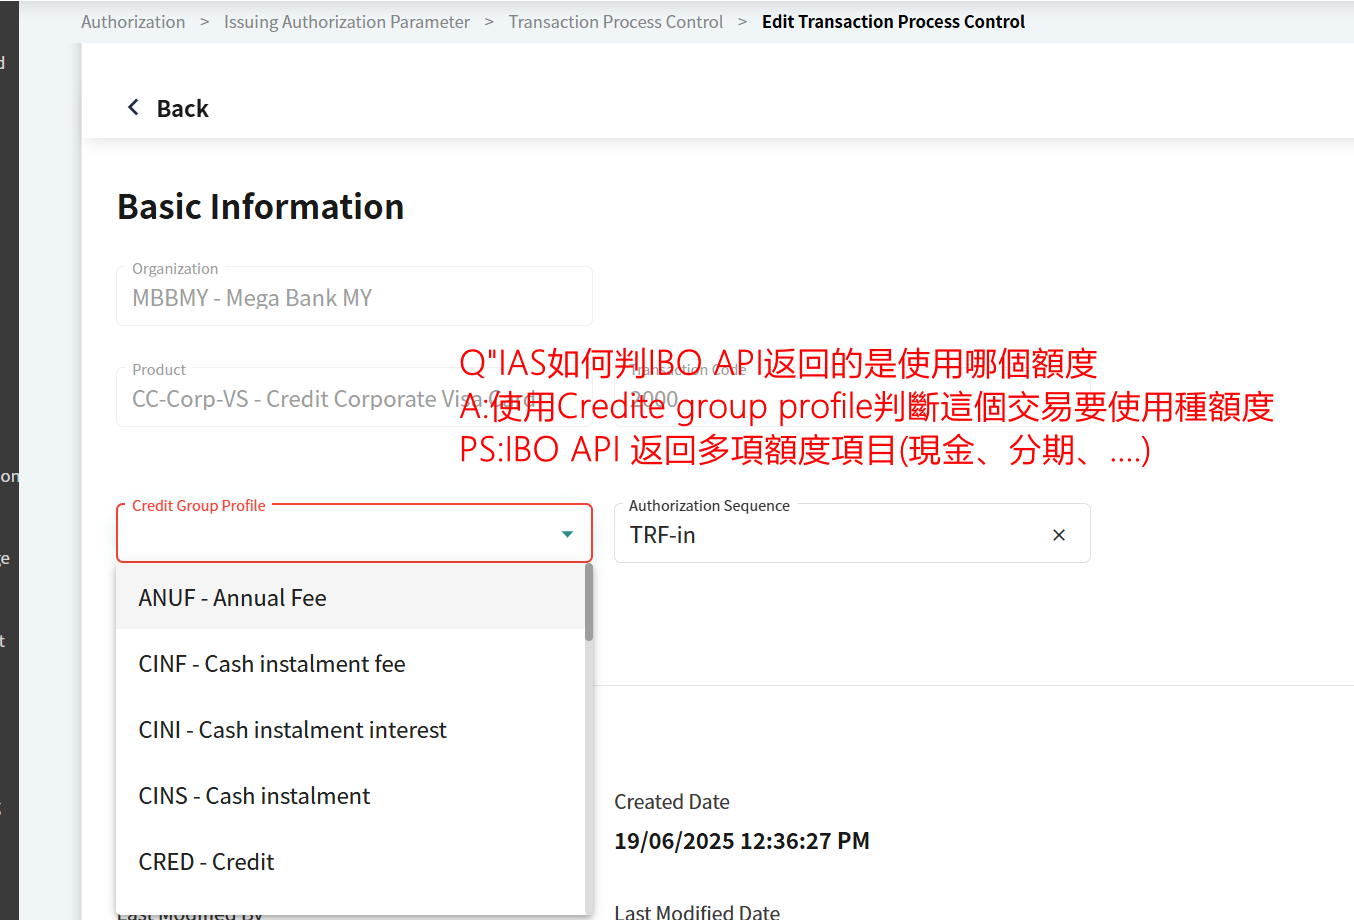 Authorization > Issuing Authorization Parameter > Transaction Process Control > Edit Transaction Process Control
Back
Basic Information
Organization
MBBMY - Mega Bank MY
Q"IAS如何判IBO API返回的是使用哪個額度
Product
Transaction Code
CC-Corp-VS - Credit Corporate Visa Card
2000
A:使用Credite group profile判斷這個交易要使用種額度
PS:IBO API 返回多項額度項目(現金、分期、....)
Credit Group Profile
Authorization Sequence
TRF-in
ANUF - Annual Fee
CINF - Cash instalment fee
CINI - Cash instalment interest
CINS - Cash instalment
CRED - Credit
Created Date
19/06/2025 12:36:27 PM
Last Modified By
Last Modified Date